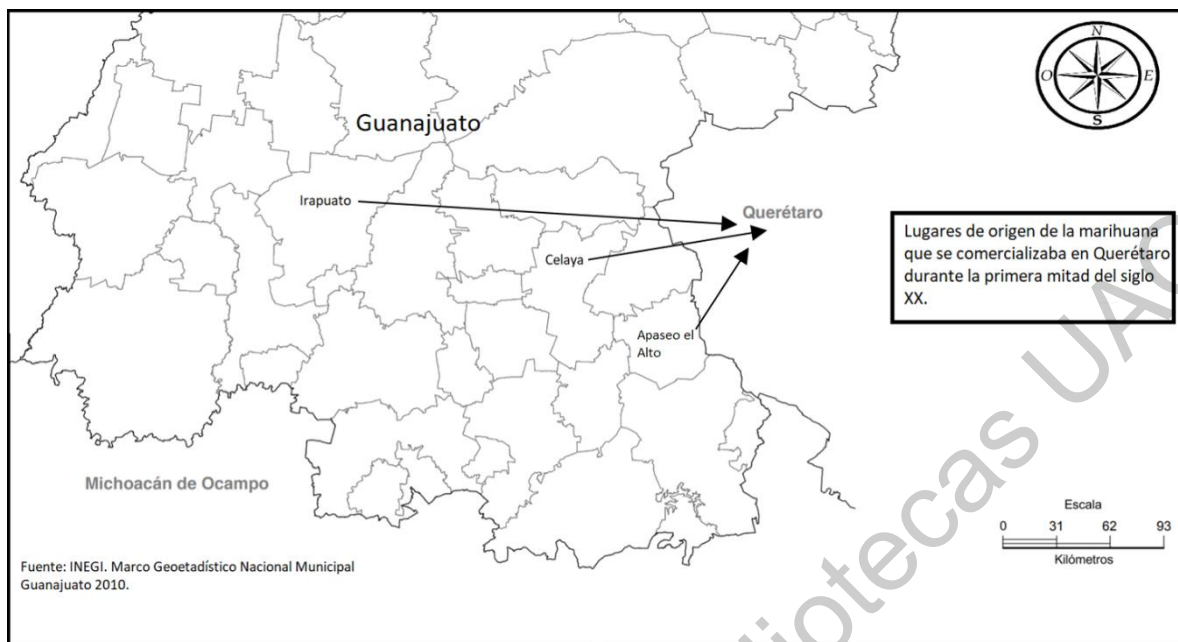 N
O
E
S
Guanajuato
Irapuato
Querétaro
Celaya
Lugares de origen de la marihuana
que se comercializaba en Querétaro
durante la primera mitad del siglo
XX.
Apaseo el
Alto
Michoacán de Ocampo
Escala
0 31 62 93
Kilómetros
Fuente: INEGI. Marco Geoetadístico Nacional Municipal
Guanajuato 2010.